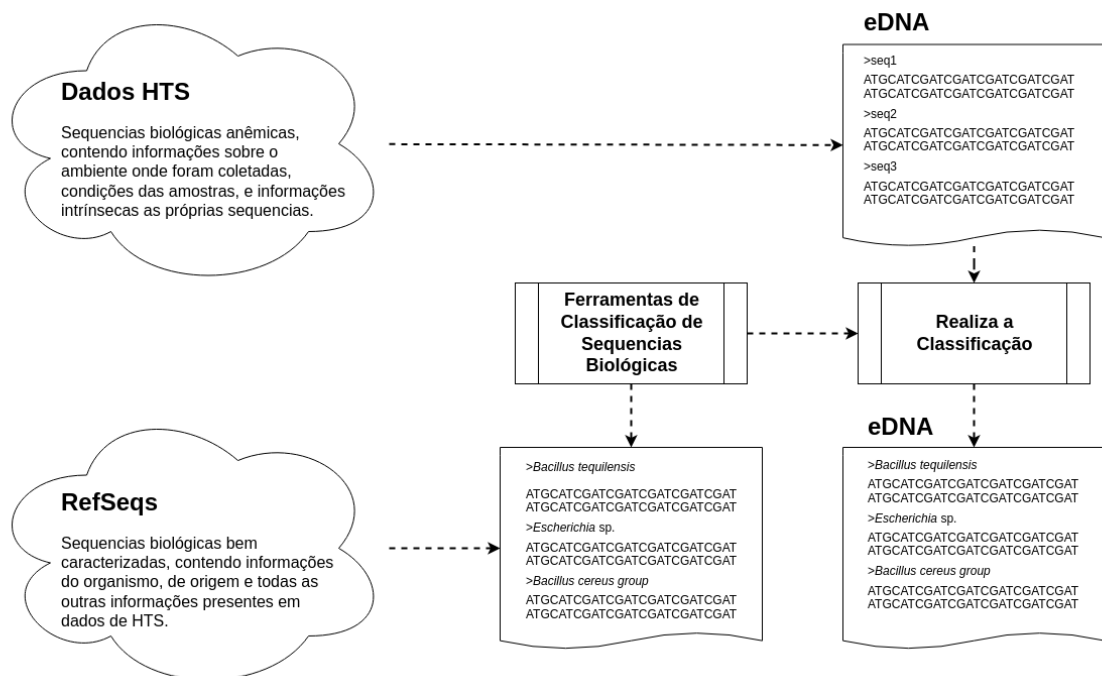 Dados HTS
Sequencias biológicas anêmicas,
contendo informações sobre o
ambiente onde foram coletadas,
condições das amostras, e informações
intrínsecas as próprias sequencias.
eDNA
>seq1
ATGCATCGATCGATCGATCGATCGAT
ATGCATCGATCGATCGATCGATCGAT
>seq2
ATGCATCGATCGATCGATCGATCGAT
ATGCATCGATCGATCGATCGATCGAT
>seq3
ATGCATCGATCGATCGATCGATCGAT
ATGCATCGATCGATCGATCGATCGAT
Ferramentas de
Classificação de
Sequencias
Biológicas
Realiza a
Classificação
RefSeqs
Sequencias biológicas bem
caracterizadas, contendo informações
do organismo, de origem e todas as
outras informações presentes em
dados de HTS.
>Bacillus tequilensis
ATGCATCGATCGATCGATCGATCGAT
ATGCATCGATCGATCGATCGATCGAT
>Escherichia sp.
ATGCATCGATCGATCGATCGATCGAT
ATGCATCGATCGATCGATCGATCGAT
>Bacillus cereus group
ATGCATCGATCGATCGATCGATCGAT
ATGCATCGATCGATCGATCGATCGAT
eDNA
>Bacillus tequilensis
ATGCATCGATCGATCGATCGATCGAT
ATGCATCGATCGATCGATCGATCGAT
>Escherichia sp.
ATGCATCGATCGATCGATCGATCGAT
ATGCATCGATCGATCGATCGATCGAT
>Bacillus cereus group
ATGCATCGATCGATCGATCGATCGAT
ATGCATCGATCGATCGATCGATCGAT